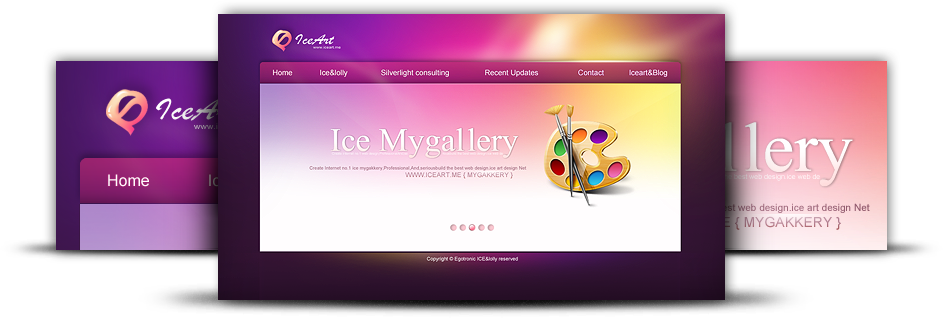 IceArt
www.iceart.me
Home Ice&lolly Silverlight consulting Recent Updates Contact Iceart&Blog
Ice Mygallery
Create Internet no.1 ice mygakkery,Professional,And,seriousbuild the best web design.ice art design Net
WWW.ICEART.ME { MYGAKKERY }
Copyright © Egotronic ICE&lolly reserved
IceAr
www.i
Home Ic
llery
best web design.ice web de
est web design.ice art design Net
E { MYGAKKERY }